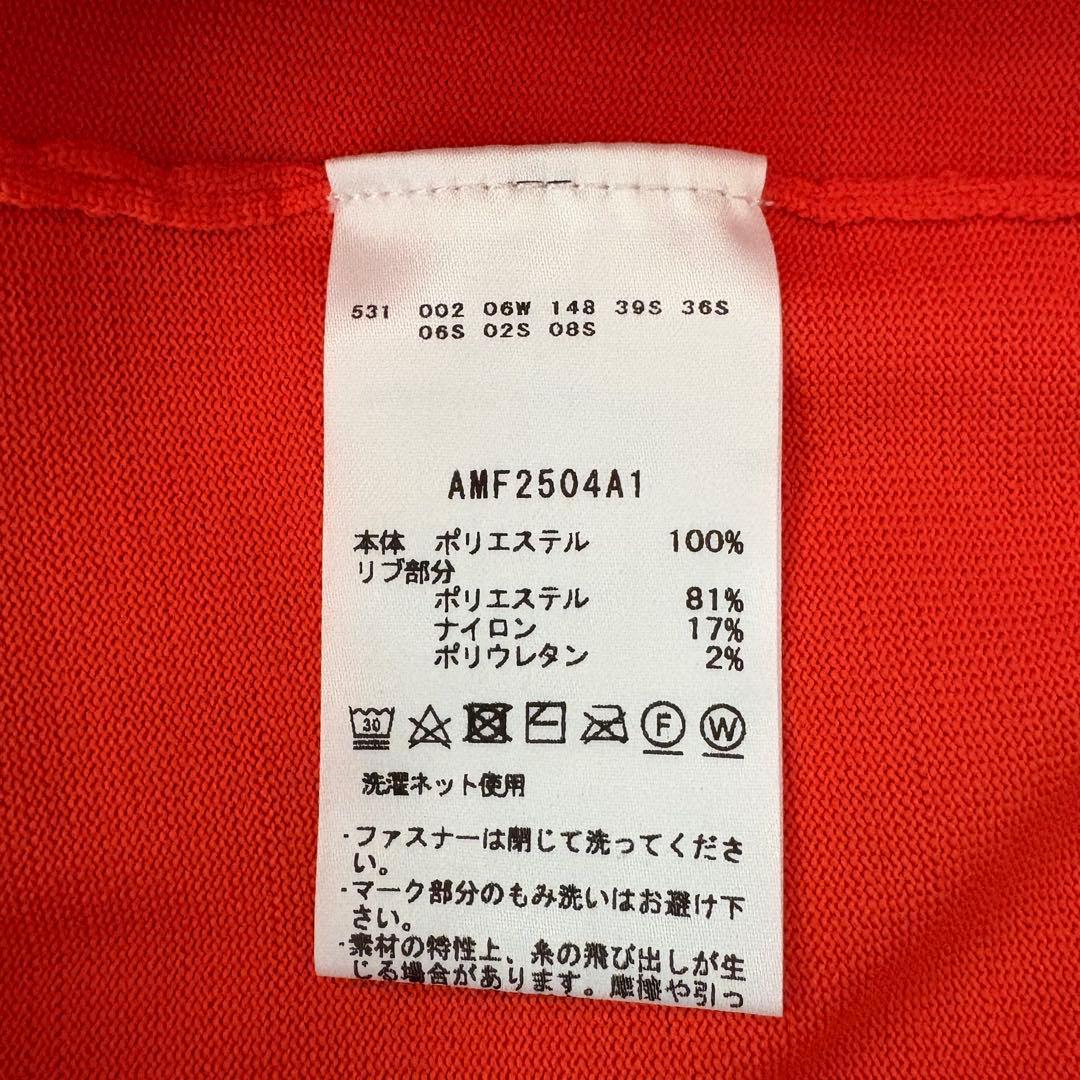 531 002 06W 148 39S 36S
06S 02S 08S
AMF2504A1
本体 ポリエステル 100%
リブ部分
ポリエステル 81%
ナイロン 17%
ポリウレタン 2%
30 F W
洗濯ネット使用
・ファスナーは閉じて洗ってくださ
い。
・マーク部分のもみ洗いはお避け下
さい。
・素材の特性上、糸の飛び出しが生
じる場合があります。摩擦や引っ